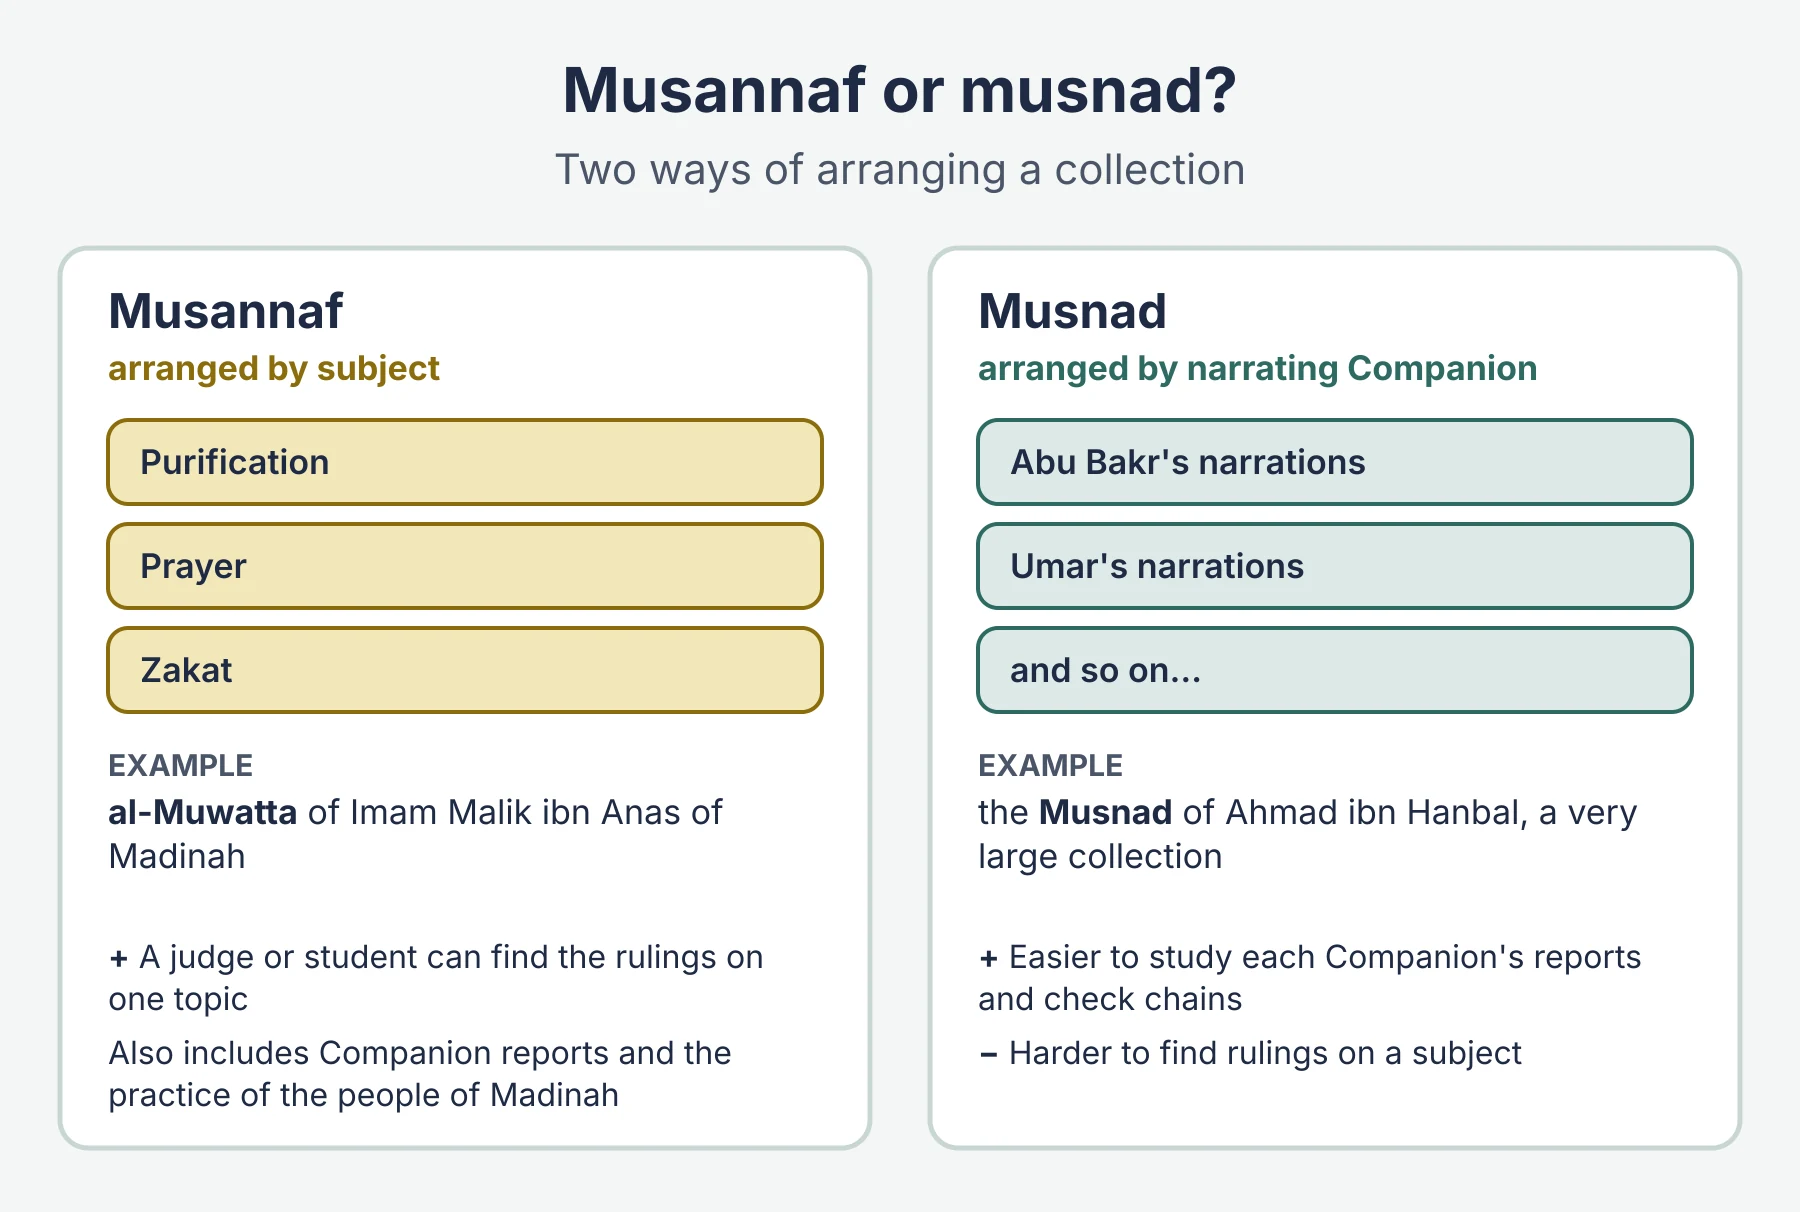 Musannaf or musnad?
Two ways of arranging a collection
Musannaf
arranged by subject
Purification
Prayer
Zakat
EXAMPLE
al-Muwatta of Imam Malik ibn Anas of
Madinah
+ A judge or student can find the rulings on
one topic
Also includes Companion reports and the
practice of the people of Madinah
Musnad
arranged by narrating Companion
Abu Bakr's narrations
Umar's narrations
and so on...
EXAMPLE
the Musnad of Ahmad ibn Hanbal, a very
large collection
+ Easier to study each Companion's reports
and check chains
− Harder to find rulings on a subject